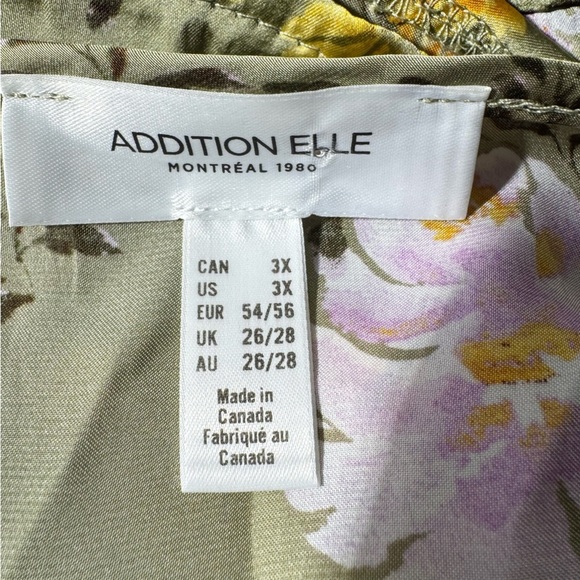 ADDITION ELLE
MONTRÉAL 1980
CAN 3X
US 3X
EUR 54/56
UK 26/28
AU 26/28
Made in
Canada
Fabriqué au
Canada